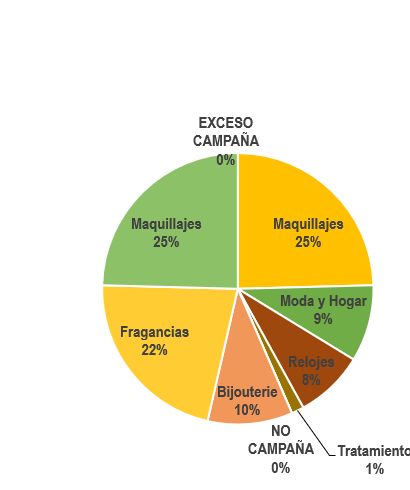 EXCESO
CAMPAÑA
0%
Maquillajes
25%
Maquillajes
25%
Moda y Hogar
9%
Fragancias
22%
Relojes
8%
Bijouterie
10%
NO
CAMPAÑA
0%
Tratamiento
1%